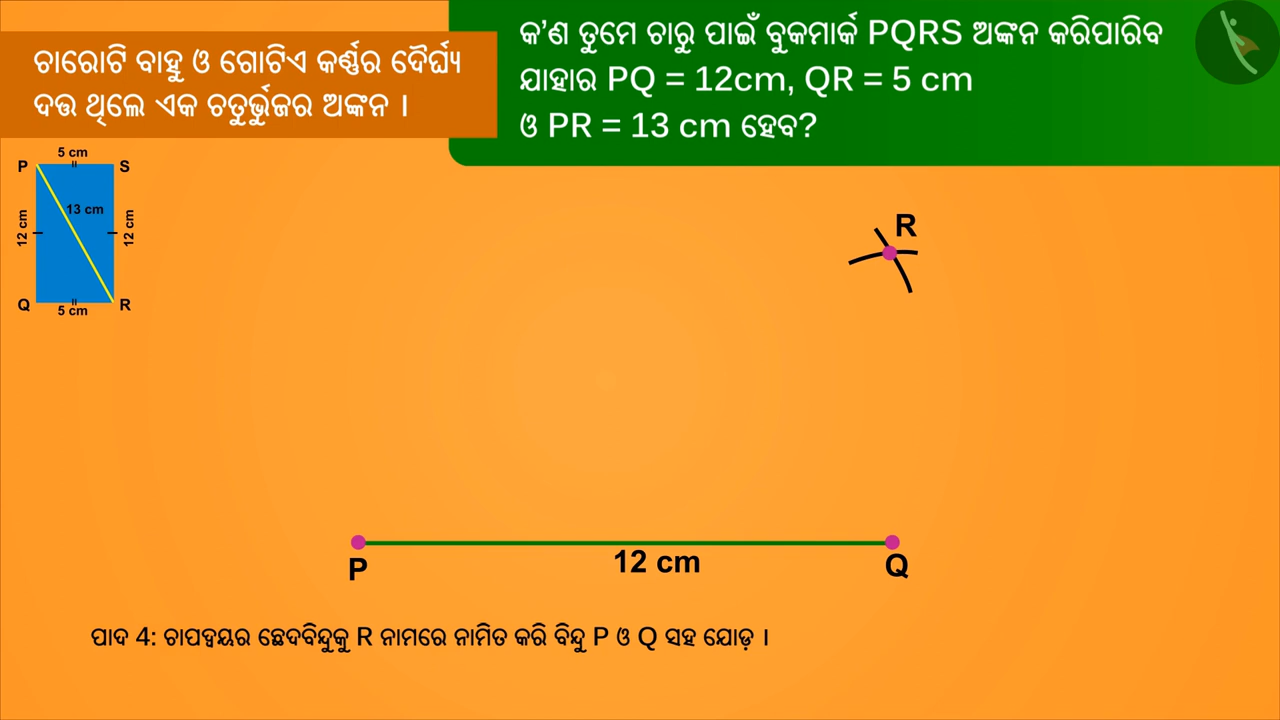 ଚାରୋଟି ବାହୁ ଓ ଗୋଟିଏ କର୍ଣ୍ଣର ଦୈର୍ଘ୍ୟ
ଦତ୍ତ ଥିଲେ ଏକ ଚତୁର୍ଭୁଜର ଅଙ୍କନ ।
କ'ଣ ତୁମେ ଚାରୁ ପାଇଁ ବୁକମାର୍କ PQRS ଅଙ୍କନ କରିପାରିବ
ଯାହାର PQ = 12cm, QR = 5 cm
ଓ PR = 13 cm ହେବ?
5 cm
P
S
13 cm
12 cm
12 cm
Q
R
5 cm
R
P
12 cm
Q
ପାଦ 4: ଚାପଦ୍ୱୟର ଛେଦବିନ୍ଦୁକୁ R ନାମରେ ନାମିତ କରି ବିନ୍ଦୁ P ଓ Q ସହ ଯୋଡ଼ ।